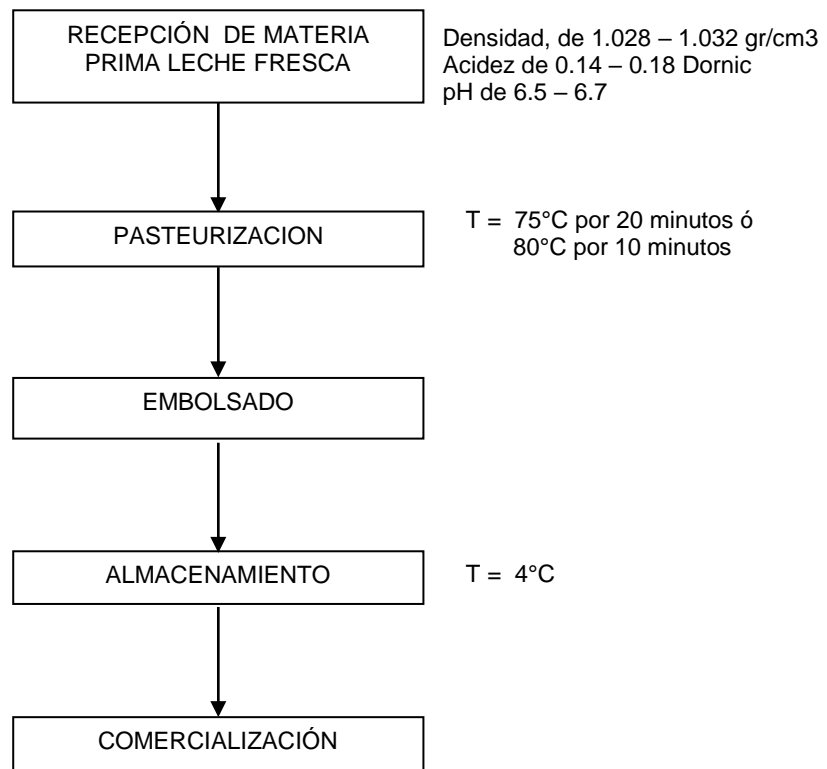 RECEPCIÓN DE MATERIA
PRIMA LECHE FRESCA
Densidad, de 1.028 – 1.032 gr/cm3
Acidez de 0.14 – 0.18 Dornic
pH de 6.5 – 6.7
PASTEURIZACION
T = 75°C por 20 minutos ó
80°C por 10 minutos
EMBOLSADO
ALMACENAMIENTO
T = 4°C
COMERCIALIZACIÓN